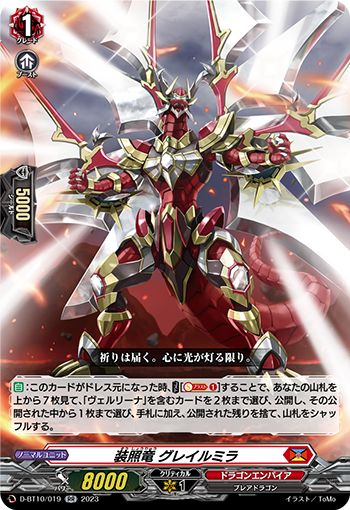 1
グレード
ブースト
5000
シールド
祈りは届く。心に光が灯る限り。
自:このカードがドレス元になった時、[ソウルブラスト1]することで、あなたの山札を
上から7枚見て、「ヴェルリーナ」を含むカードを2枚まで選び、公開し、その
公開された中から1枚まで選び、手札に加え、公開された残りを捨て、山札をシャッ
フルする。
ノーマルユニット
装照竜 グレイルミラ
パワー 8000
クリティカル
1
ドラゴンエンパイア
フレアドラゴン
D-BT10/019 RR 2023
イラスト/ToMo